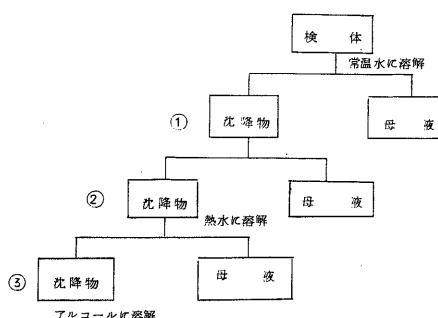 検 体
常温水に溶解
① 沈降物 母 液
② 沈降物 母 液
熱水に溶解
③ 沈降物 母 液
アルコールに溶解